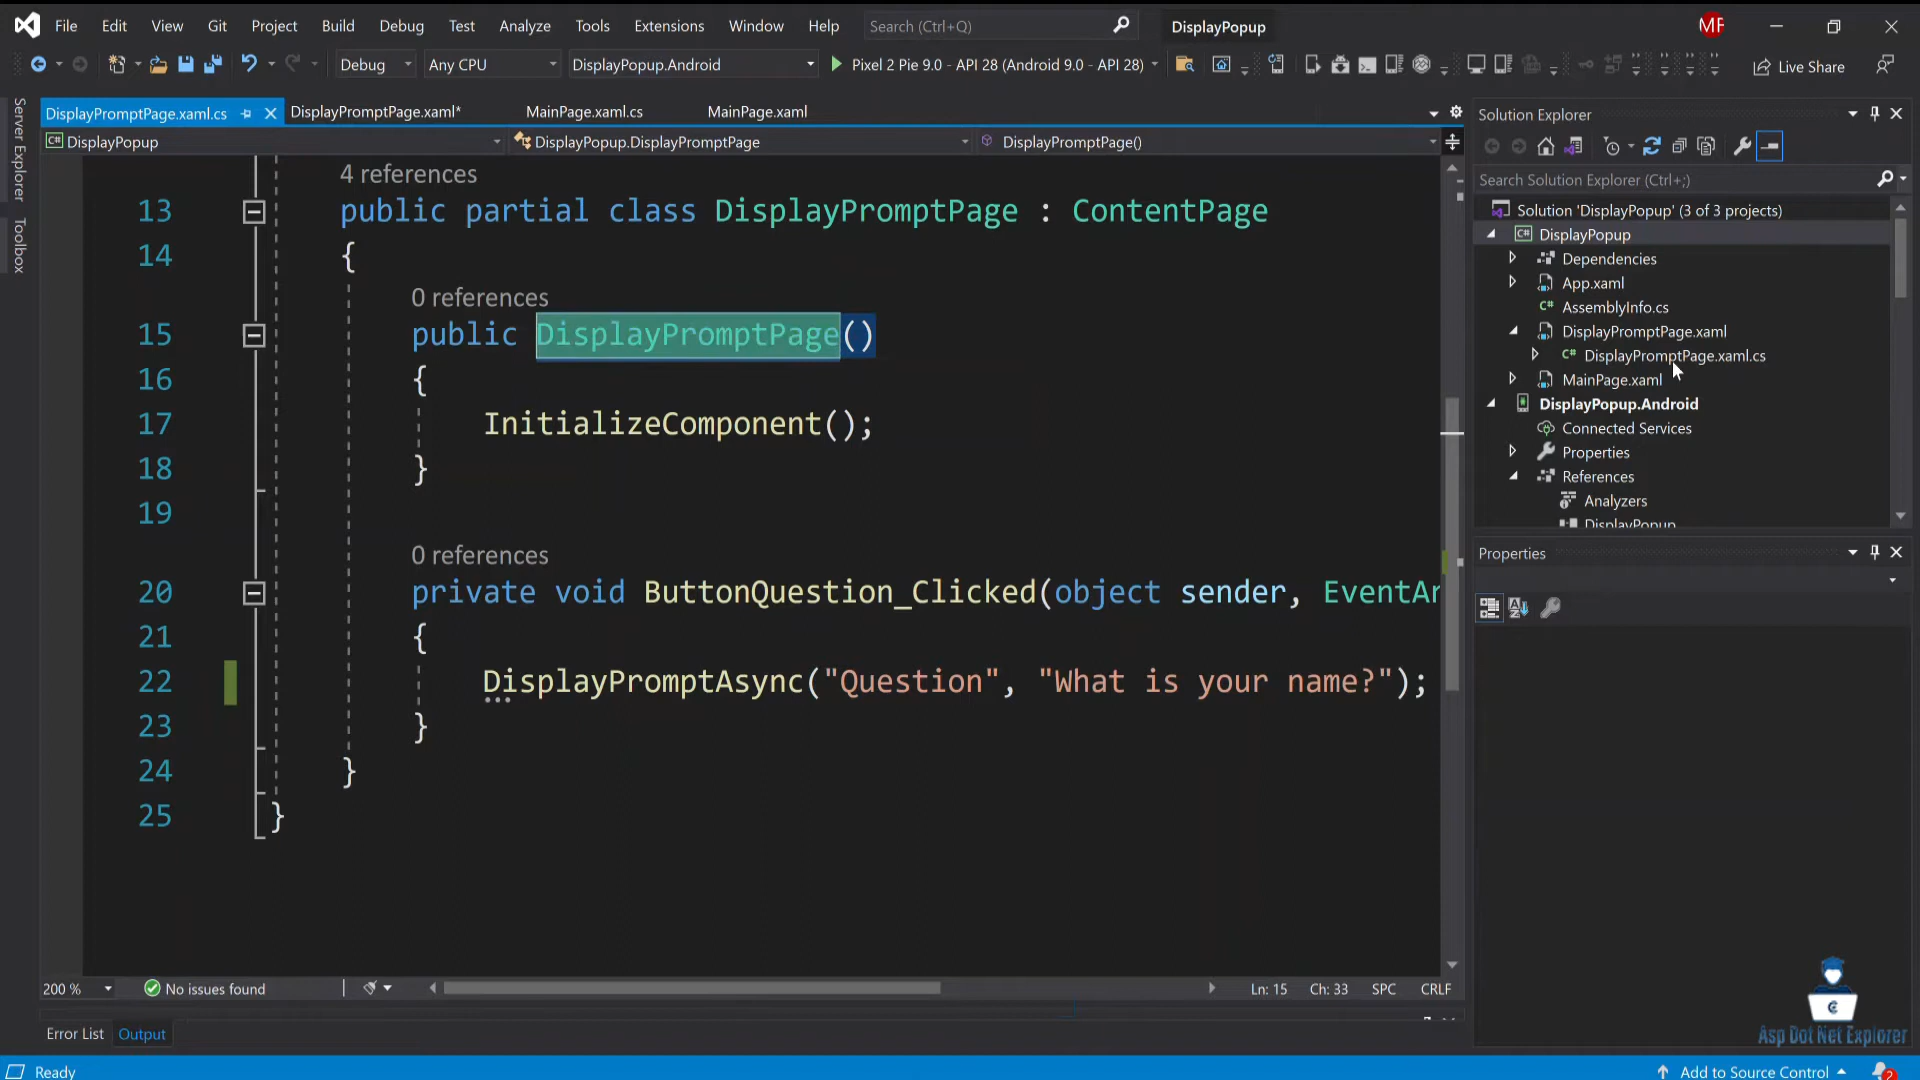 File Edit View Git Project Build Debug Test Analyze Tools Extensions Window Help Search (Ctrl+Q) DisplayPopup MF
Debug Any CPU DisplayPopup.Android Pixel 2 Pie 9.0 - API 28 (Android 9.0 - API 28) Live Share
Server Explorer
Toolbox
DisplayPromptPage.xaml.cs DisplayPromptPage.xaml* MainPage.xaml.cs MainPage.xaml
DisplayPopup DisplayPopup.DisplayPromptPage DisplayPromptPage()
4 references
13 public partial class DisplayPromptPage : ContentPage
14 {
0 references
15 public DisplayPromptPage()
16 {
17 InitializeComponent();
18 }
19
0 references
20 private void ButtonQuestion_Clicked(object sender, EventAr
21 {
22 DisplayPromptAsync("Question", "What is your name?");
23 }
24 }
25 }
200 % No issues found Ln: 15 Ch: 33 SPC CRLF
Error List Output
Solution Explorer
Search Solution Explorer (Ctrl+;)
Solution 'DisplayPopup' (3 of 3 projects)
C# DisplayPopup
Dependencies
App.xaml
C# AssemblyInfo.cs
DisplayPromptPage.xaml
C# DisplayPromptPage.xaml.cs
MainPage.xaml
DisplayPopup.Android
Connected Services
Properties
References
Analyzers
DisplayPopup
Properties
Asp Dot Net Explorer
Ready Add to Source Control 2